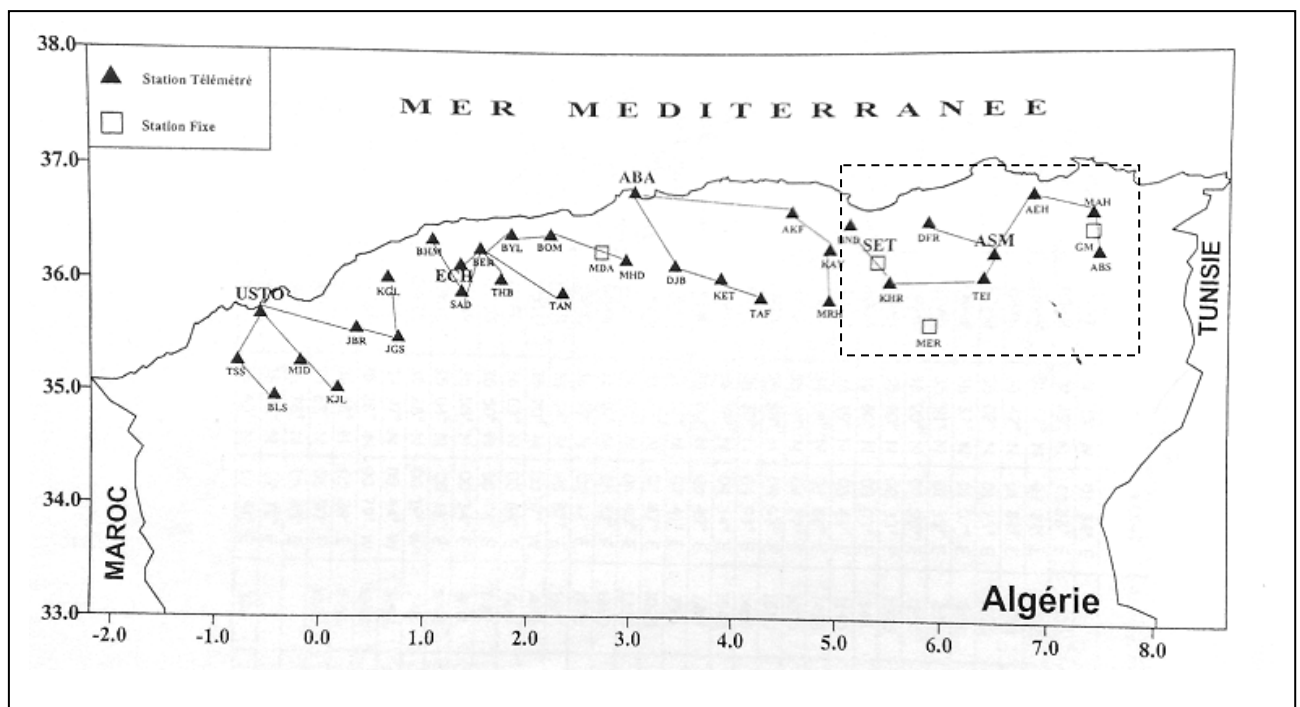 38.0
Station Télémétré
MER MEDITERRANEE
Station Fixe
37.0
ABA
AEH
MAH
AKF
DFR
BND
SET
ASM
GM
BHM
BER
BYL
BOM
MDA
MHD
KAV
ABS
36.0
ECH
KGL
SAD
THB
TAN
DJB
KET
TAF
MRH
KHR
TEI
USTO
TUNISIE
JBR
JGS
MER
TSS
MID
35.0
BLS
KJL
34.0
MAROC
Algérie
33.0
-2.0 -1.0 0.0 1.0 2.0 3.0 4.0 5.0 6.0 7.0 8.0